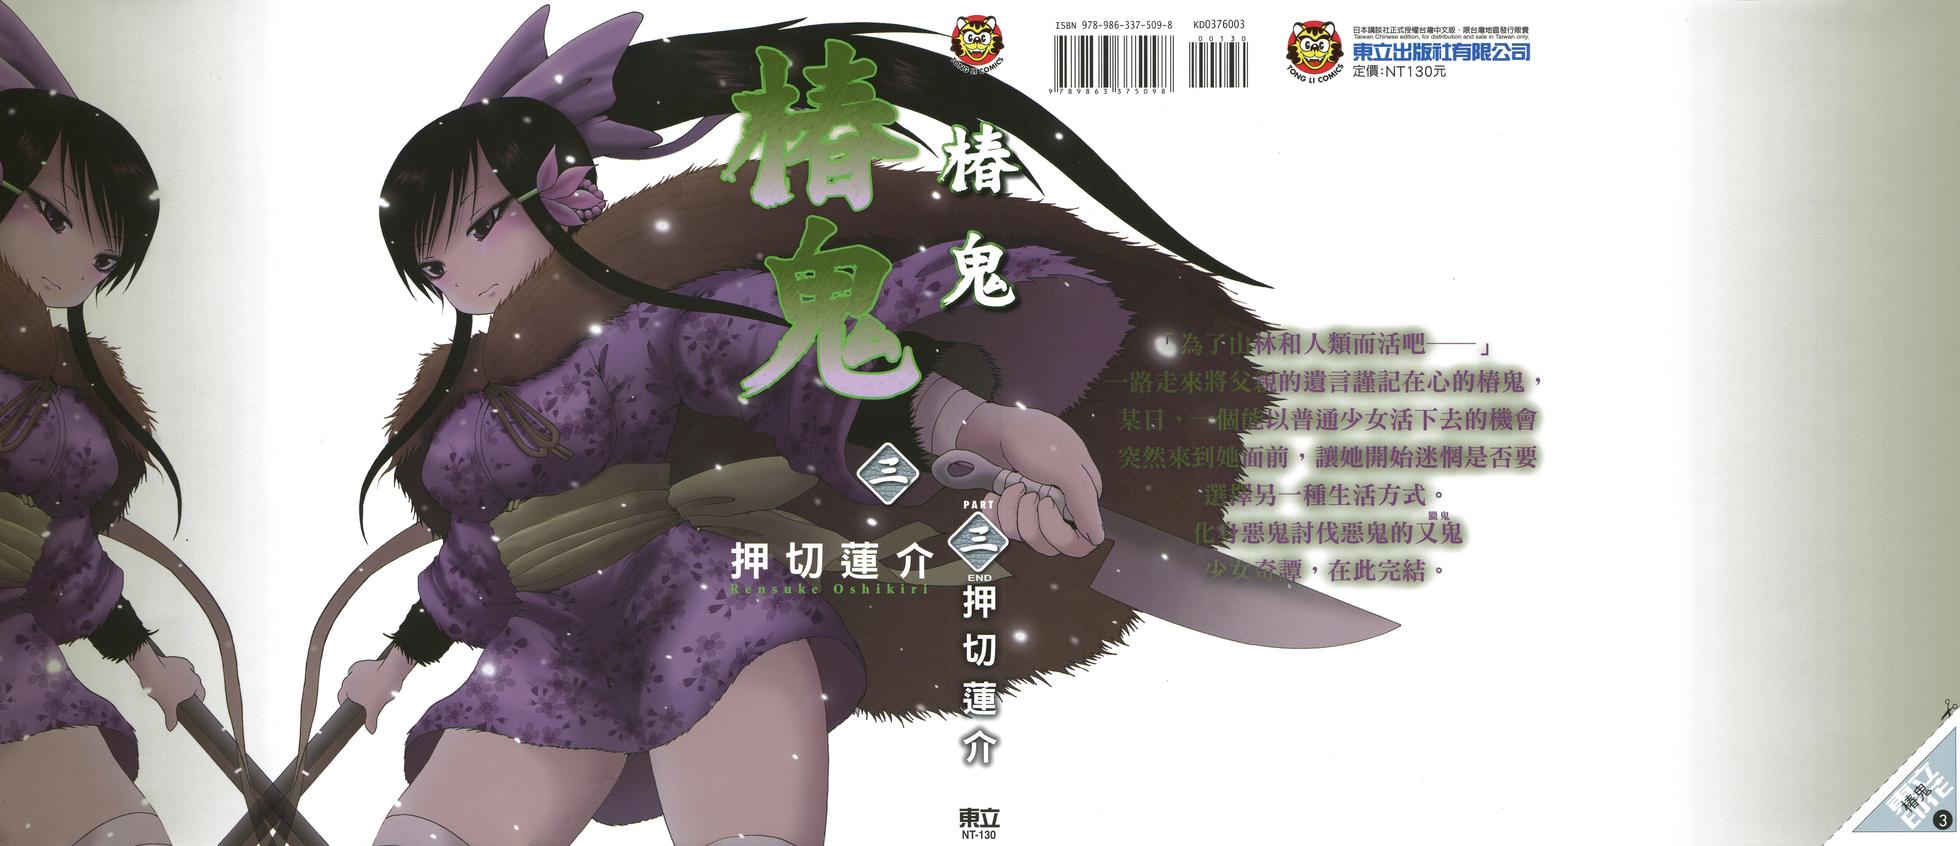 椿鬼
三
押切蓮介
Rensuke Oshikiri
TONG LI COMICS
椿鬼
PART
三
END
押切蓮介
東立
NT-130
ISBN 978-986-337-509-8
KD0376003
00130
9789863375098
TONG LI COMICS
日本講談社正式授權台灣中文版・限台灣地區發行販賣
Taiwan Chinese edition, for distribution and sale in Taiwan only.
東立出版社有限公司
定價:NT130元
「為了山林和人類而活吧——」
一路走來將父親的遺言謹記在心的椿鬼，
某日，一個能以普通少女活下去的機會
突然來到她面前，讓她開始迷惘是否要
選擇另一種生活方式。
獵鬼
化身惡鬼討伐惡鬼的又鬼
少女奇譚，在此完結。
椿鬼
3